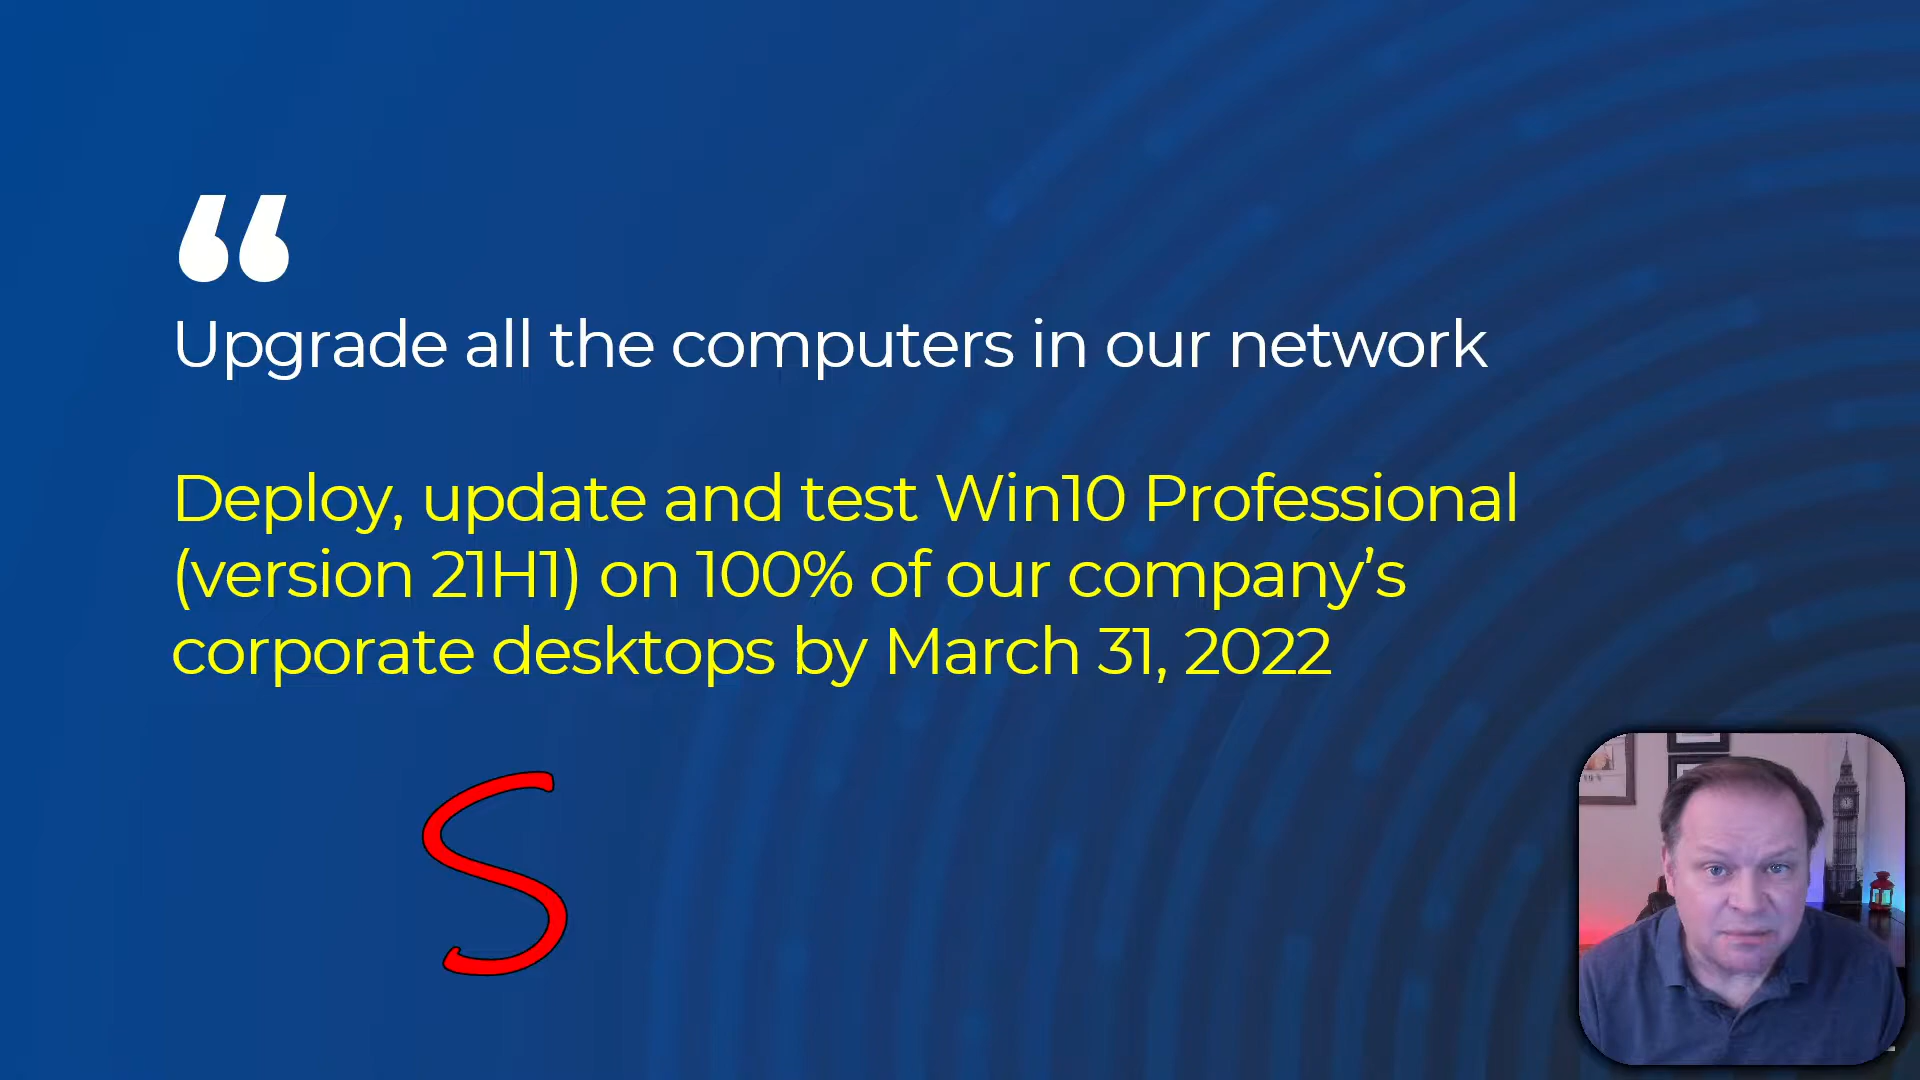 “
Upgrade all the computers in our network
Deploy, update and test Win10 Professional
(version 21H1) on 100% of our company’s
corporate desktops by March 31, 2022
S